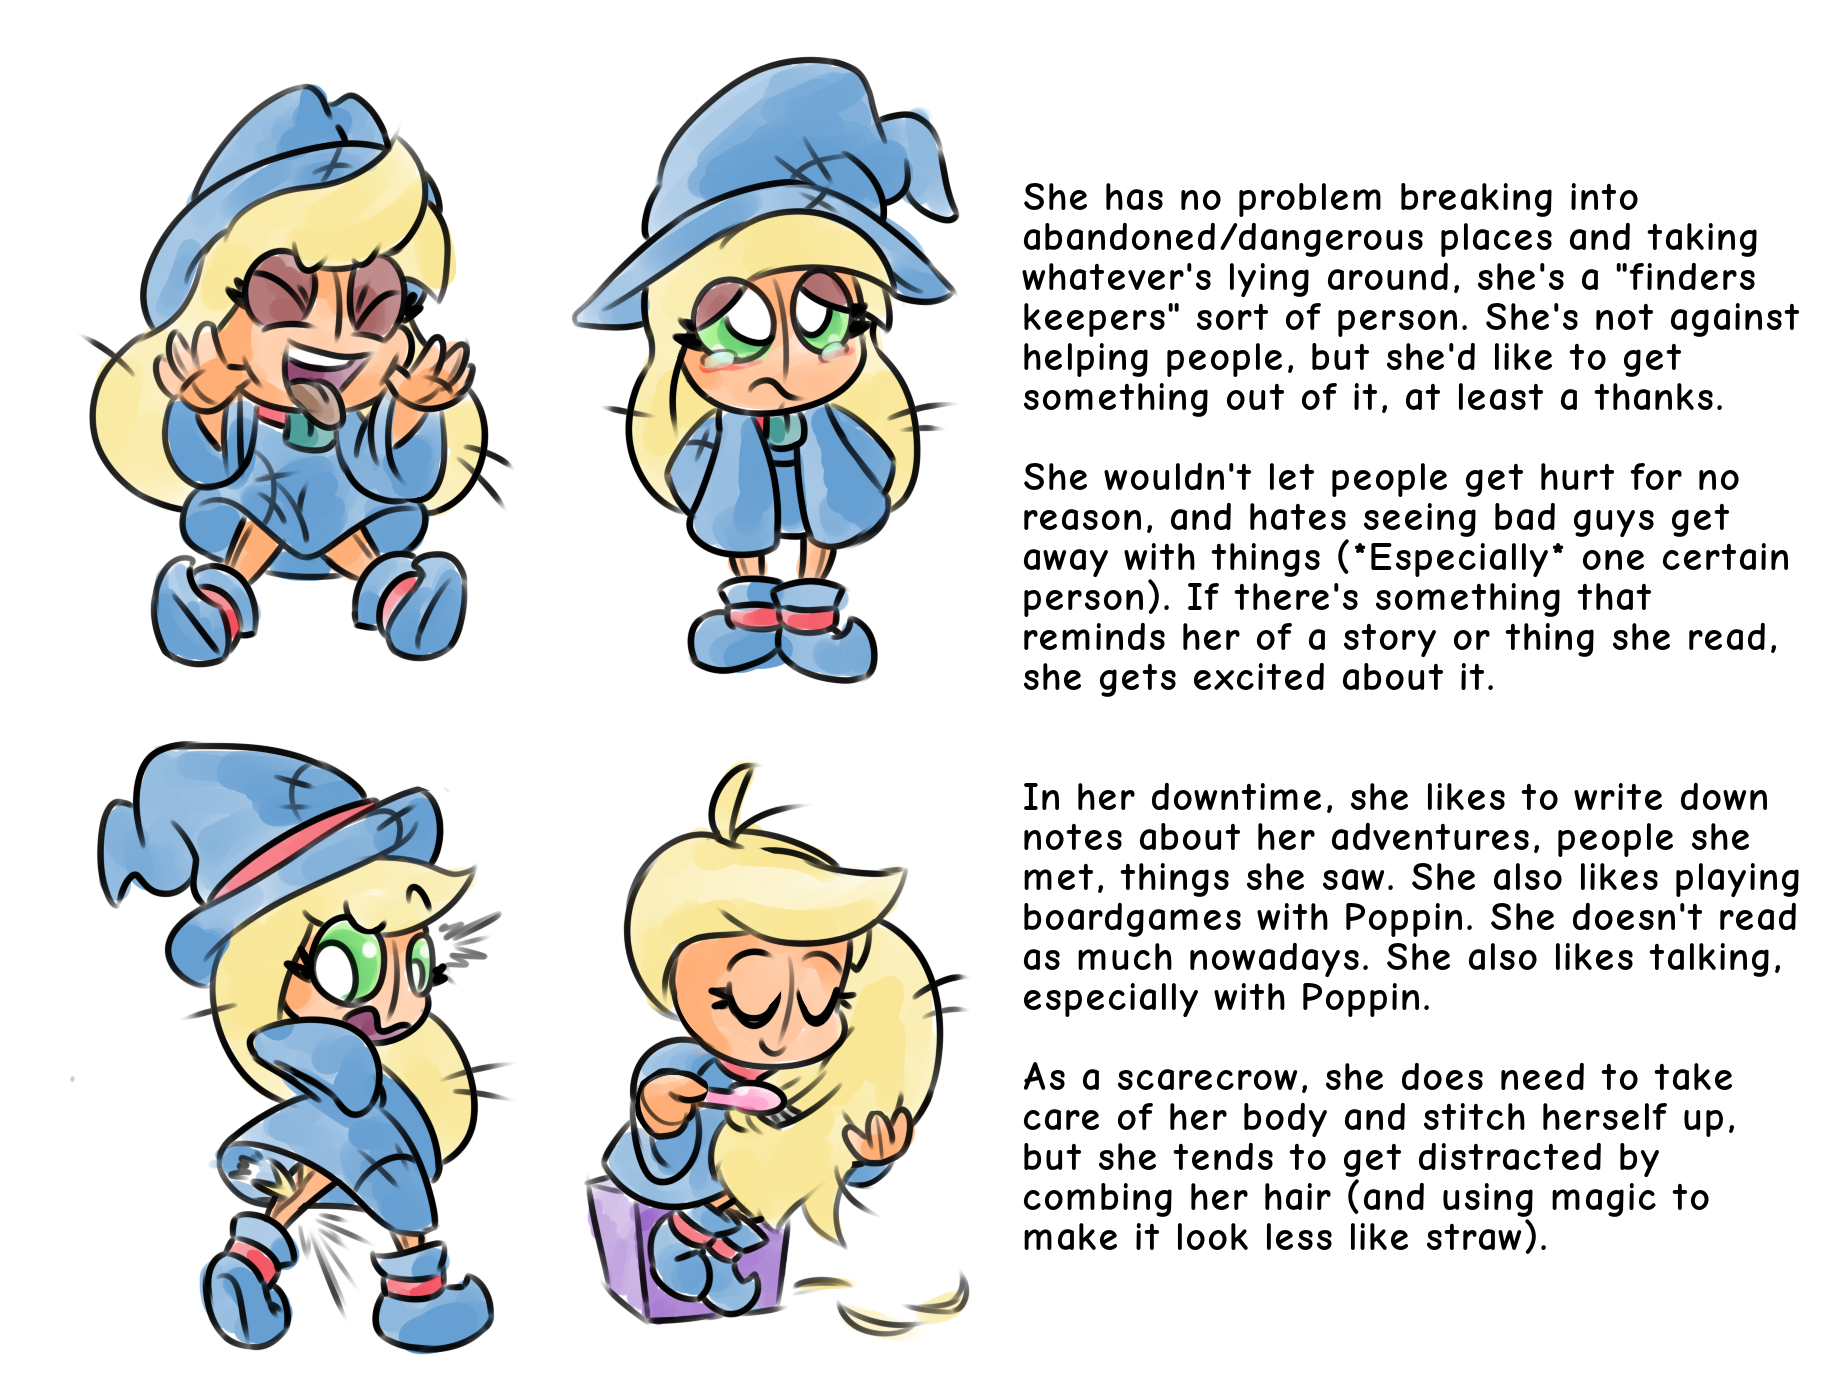 She has no problem breaking into
abandoned/dangerous places and taking
whatever's lying around, she's a "finders
keepers" sort of person. She's not against
helping people, but she'd like to get
something out of it, at least a thanks.
She wouldn't let people get hurt for no
reason, and hates seeing bad guys get
away with things (*Especially* one certain
person). If there's something that
reminds her of a story or thing she read,
she gets excited about it.
In her downtime, she likes to write down
notes about her adventures, people she
met, things she saw. She also likes playing
boardgames with Poppin. She doesn't read
as much nowadays. She also likes talking,
especially with Poppin.
As a scarecrow, she does need to take
care of her body and stitch herself up,
but she tends to get distracted by
combing her hair (and using magic to
make it look less like straw).